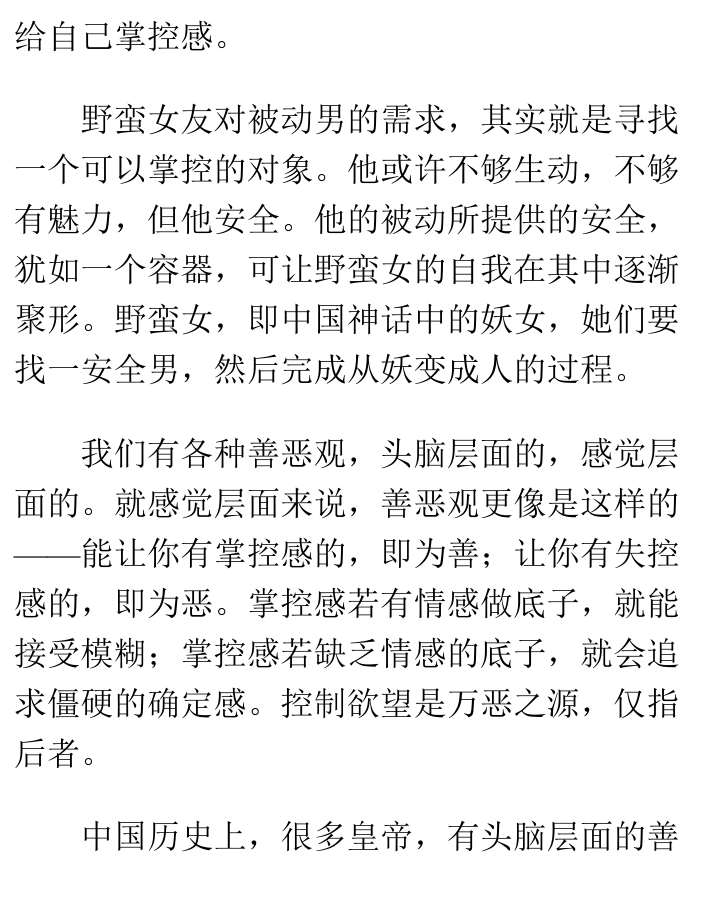 给自己掌控感。
野蛮女友对被动男的需求，其实就是寻找
一个可以掌控的对象。他或许不够生动，不够
有魅力，但他安全。他的被动所提供的安全，
犹如一个容器，可让野蛮女的自我在其中逐渐
聚形。野蛮女，即中国神话中的妖女，她们要
找一安全男，然后完成从妖变成人的过程。
我们有各种善恶观，头脑层面的，感觉层
面的。就感觉层面来说，善恶观更像是这样的
——能让你有掌控感的，即为善；让你有失控
感的，即为恶。掌控感若有情感做底子，就能
接受模糊；掌控感若缺乏情感的底子，就会追
求僵硬的确定感。控制欲望是万恶之源，仅指
后者。
中国历史上，很多皇帝，有头脑层面的善